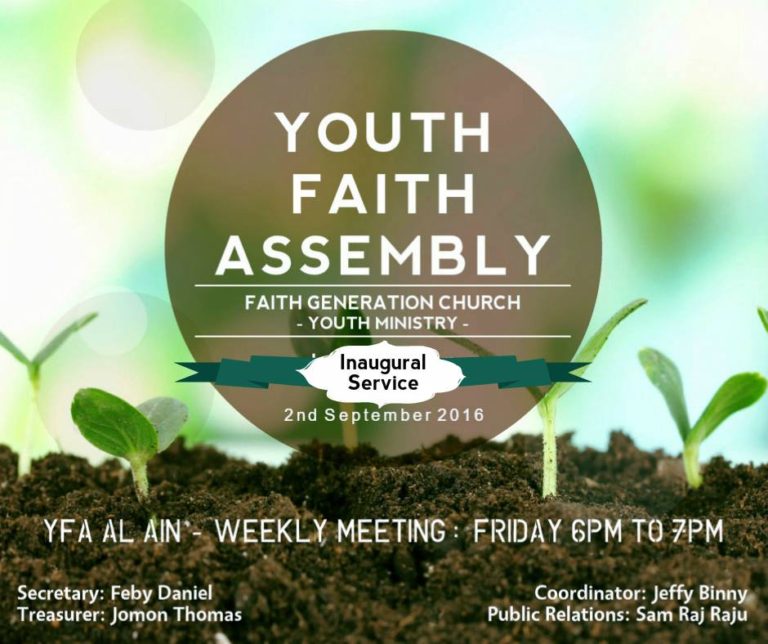 YOUTH
FAITH
ASSEMBLY
FAITH GENERATION CHURCH
- YOUTH MINISTRY -
Inaugural
Service
2nd September 2016
YFA AL AIN - WEEKLY MEETING : FRIDAY 6PM TO 7PM
Secretary: Feby Daniel
Treasurer: Jomon Thomas
Coordinator: Jeffy Binny
Public Relations: Sam Raj Raju